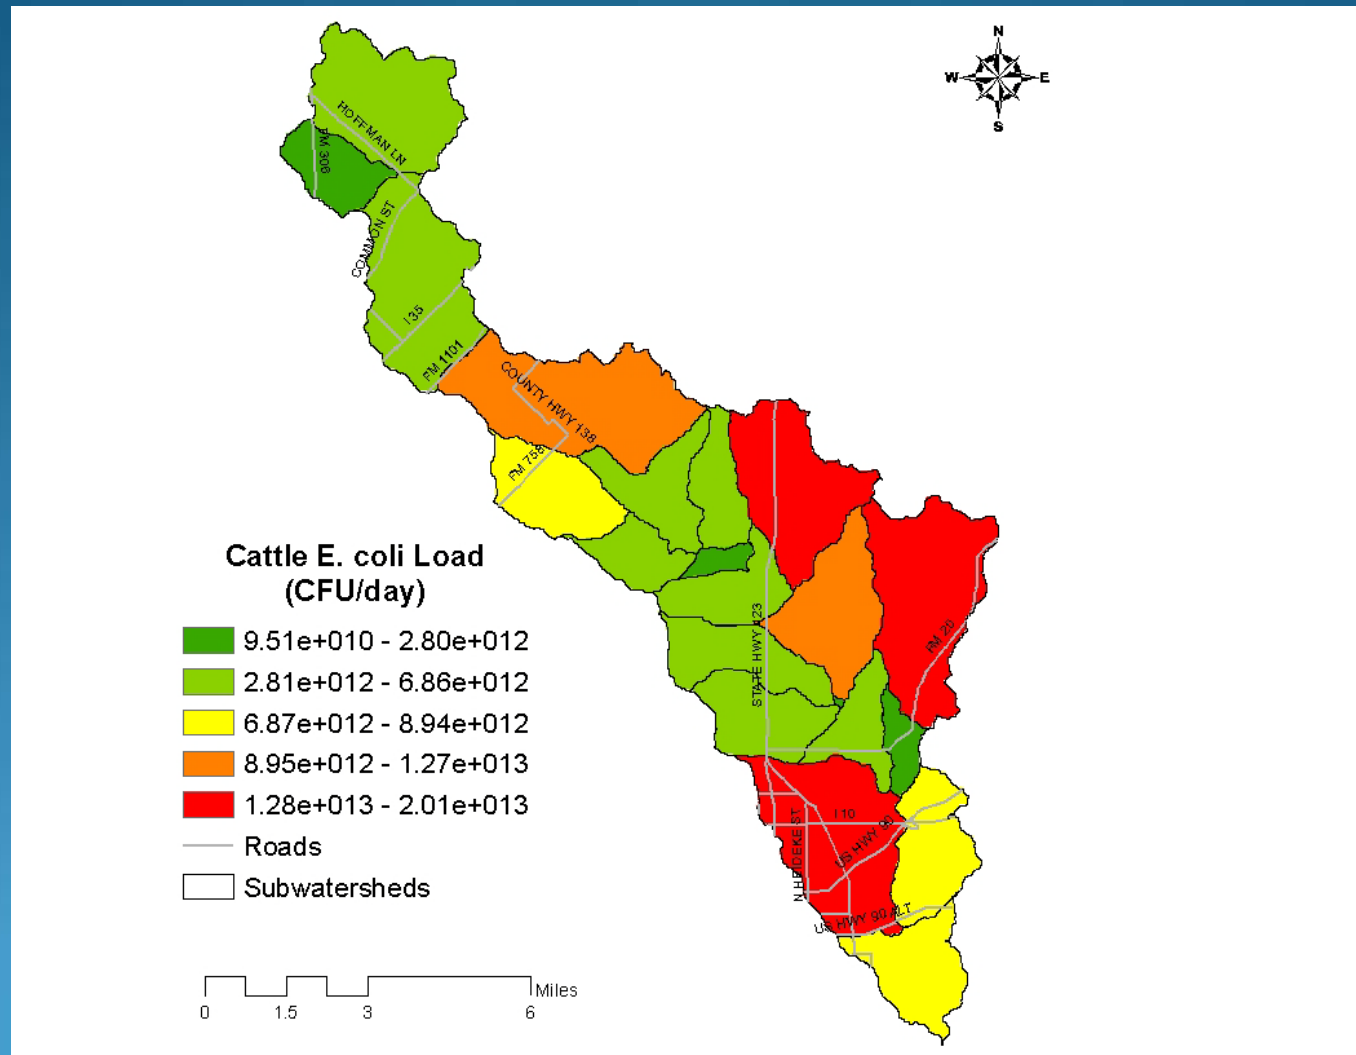 N
W
E
S
HOFFMAN LN
FM 306
COMMON ST
I 35
FM 1101
COUNTY HWY 138
FM 758
STATE HWY 123
FM 20
I 10
N HEIDEKE ST
US HWY 90
US HWY 90 ALT
Cattle E. coli Load
(CFU/day)
9.51e+010 - 2.80e+012
2.81e+012 - 6.86e+012
6.87e+012 - 8.94e+012
8.95e+012 - 1.27e+013
1.28e+013 - 2.01e+013
Roads
Subwatersheds
Miles
0 1.5 3 6